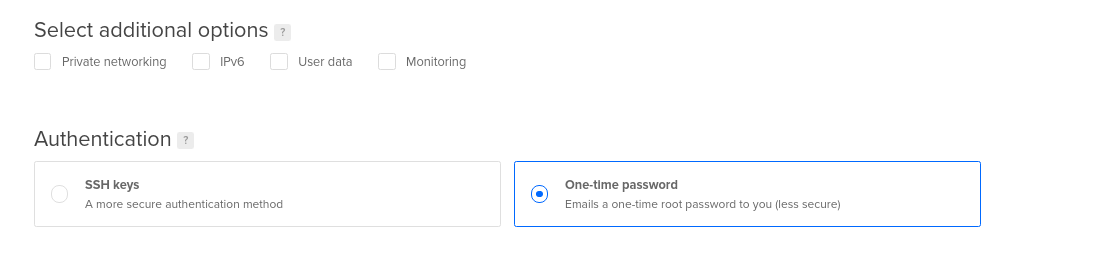 Select additional options ?
Private networking IPv6 User data Monitoring
Authentication ?
SSH keys
A more secure authentication method
One-time password
Emails a one-time root password to you (less secure)